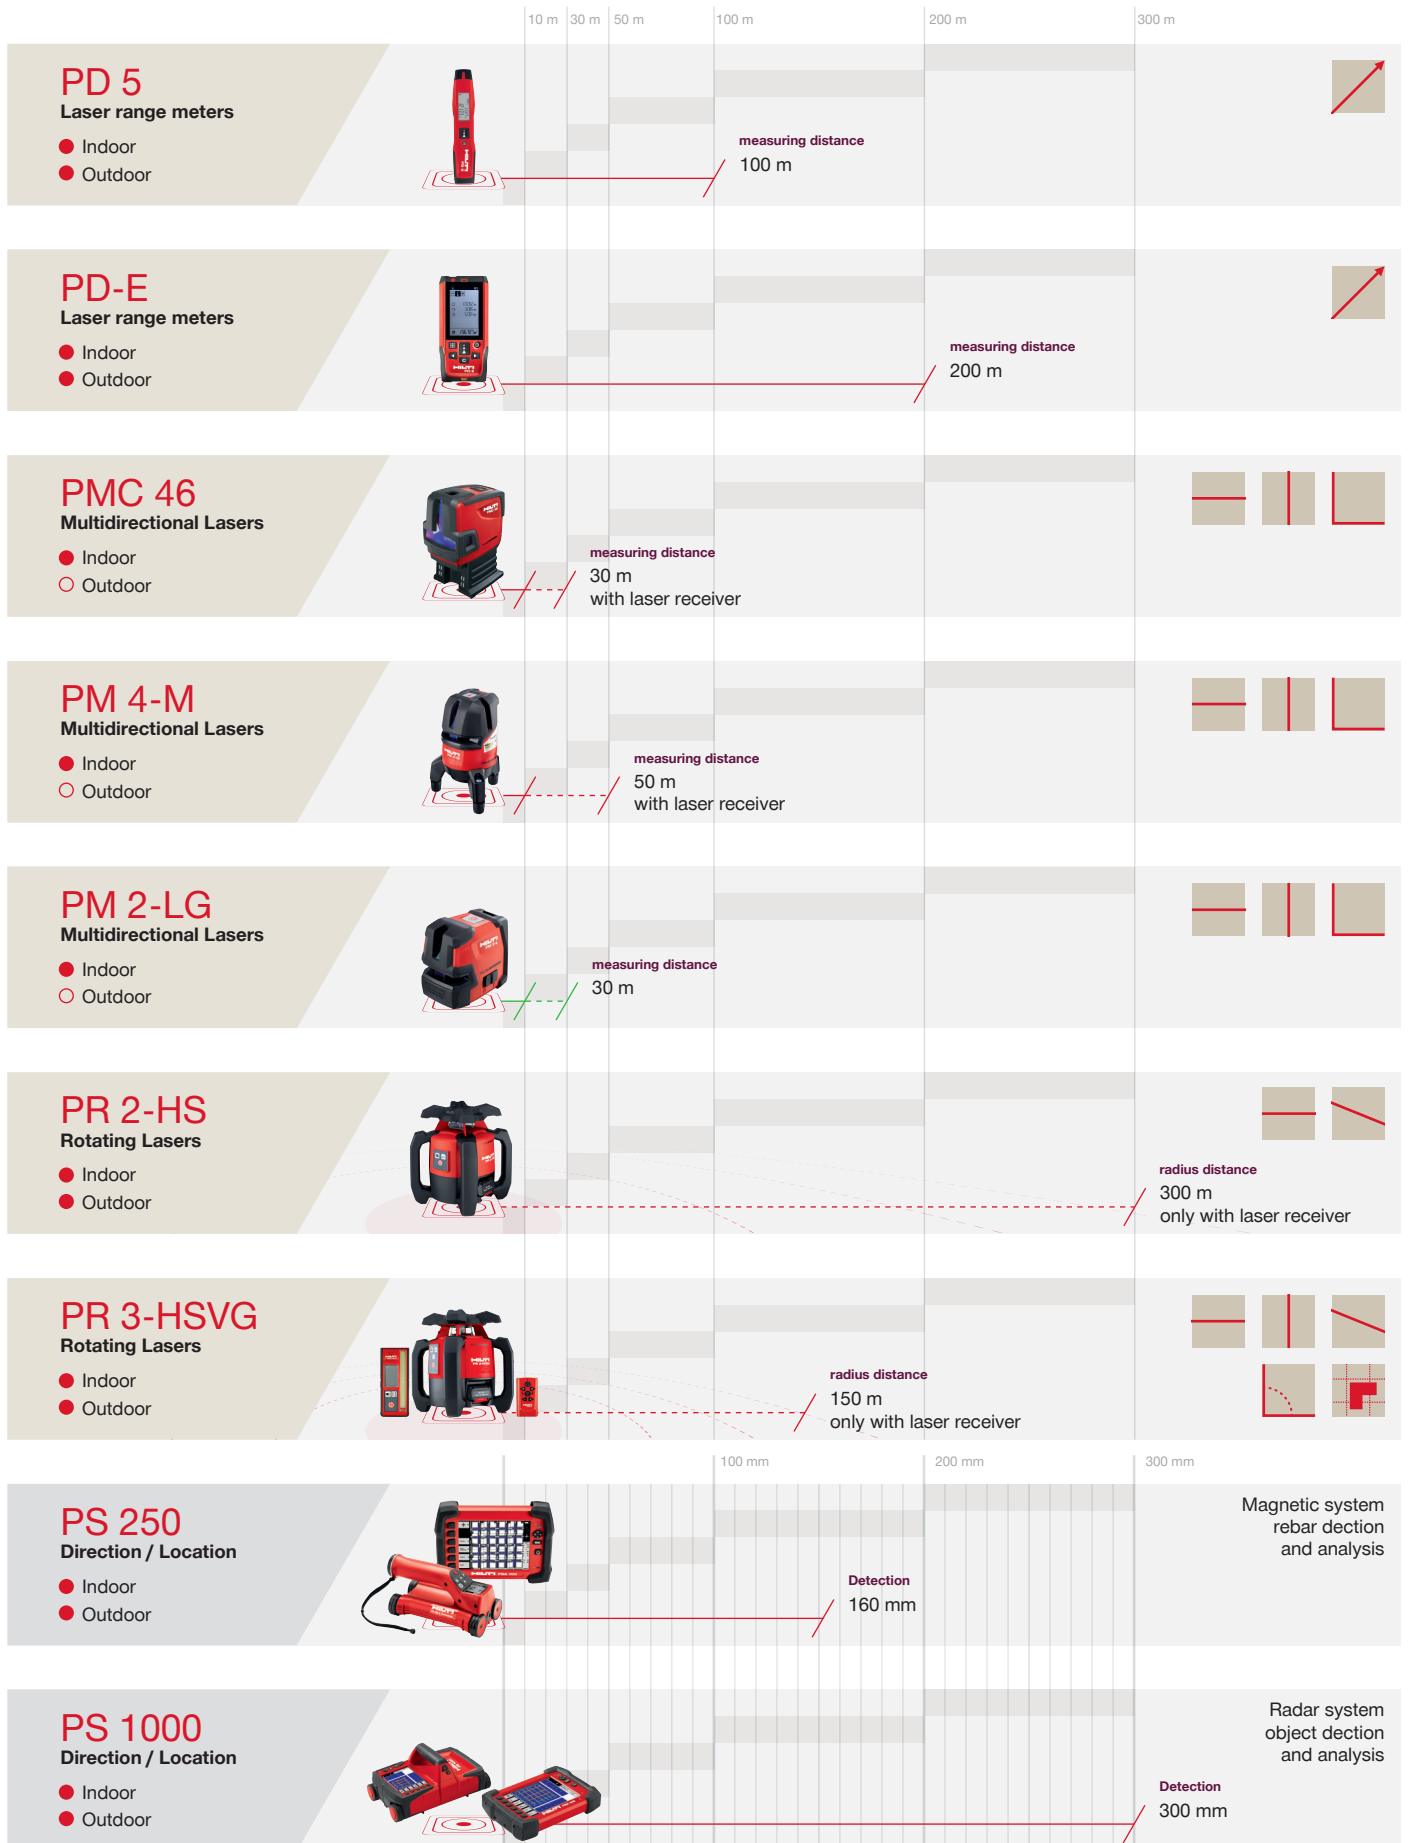 10 m
30 m
50 m
100 m
200 m
300 m
PD 5
Laser range meters
Indoor
Outdoor
measuring distance
100 m
PD-E
Laser range meters
Indoor
Outdoor
measuring distance
200 m
PMC 46
Multidirectional Lasers
Indoor
Outdoor
measuring distance
30 m
with laser receiver
PM 4-M
Multidirectional Lasers
Indoor
Outdoor
measuring distance
50 m
with laser receiver
PM 2-LG
Multidirectional Lasers
Indoor
Outdoor
measuring distance
30 m
PR 2-HS
Rotating Lasers
Indoor
Outdoor
radius distance
300 m
only with laser receiver
PR 3-HSVG
Rotating Lasers
Indoor
Outdoor
radius distance
150 m
only with laser receiver
100 mm
200 mm
300 mm
PS 250
Direction / Location
Indoor
Outdoor
Detection
160 mm
Magnetic system
rebar dection
and analysis
PS 1000
Direction / Location
Indoor
Outdoor
Radar system
object dection
and analysis
Detection
300 mm